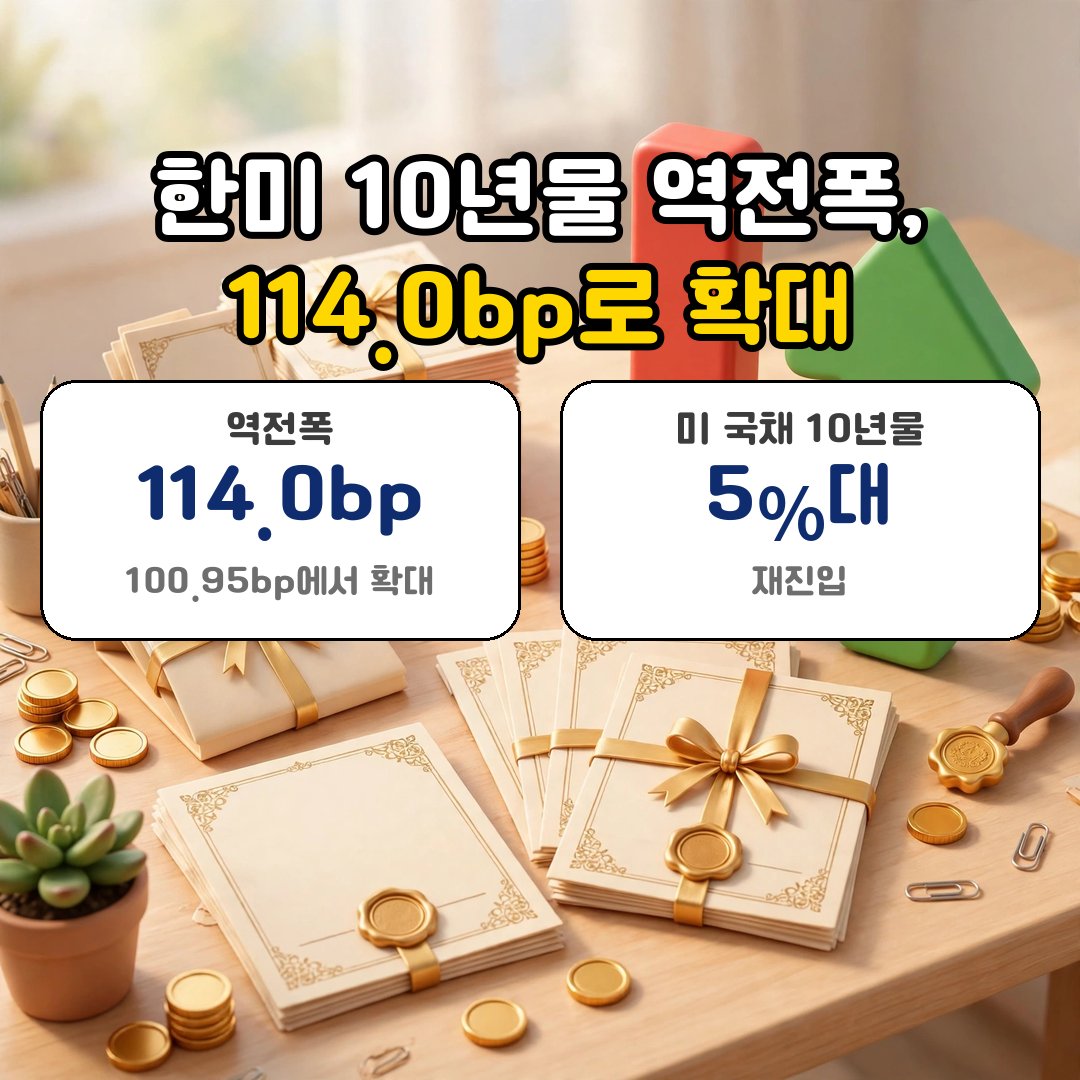 한미 10년물 역전폭,
114.0bp로 확대
역전폭
114.0bp
100.95bp에서 확대
미 국채 10년물
5%대
재진입